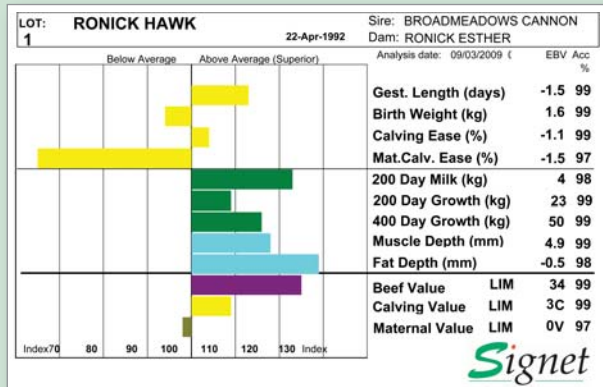 LOT: RONICK HAWK
1
22-Apr-1992
Sire: BROADMEADOWS CANNON
Dam: RONICK ESTHER
Below Average Above Average (Superior)
Analysis date: 09/03/2009 ( EBV Acc
%
Gest. Length (days) -1.5 99
Birth Weight (kg) 1.6 99
Calving Ease (%) -1.1 99
Mat.Calv. Ease (%) -1.5 97
200 Day Milk (kg) 4 98
200 Day Growth (kg) 23 99
400 Day Growth (kg) 50 99
Muscle Depth (mm) 4.9 99
Fat Depth (mm) -0.5 98
Beef Value LIM 34 99
Calving Value LIM 3C 99
Maternal Value LIM 0V 97
Index70 80 90 100 110 120 130 Index
Signet